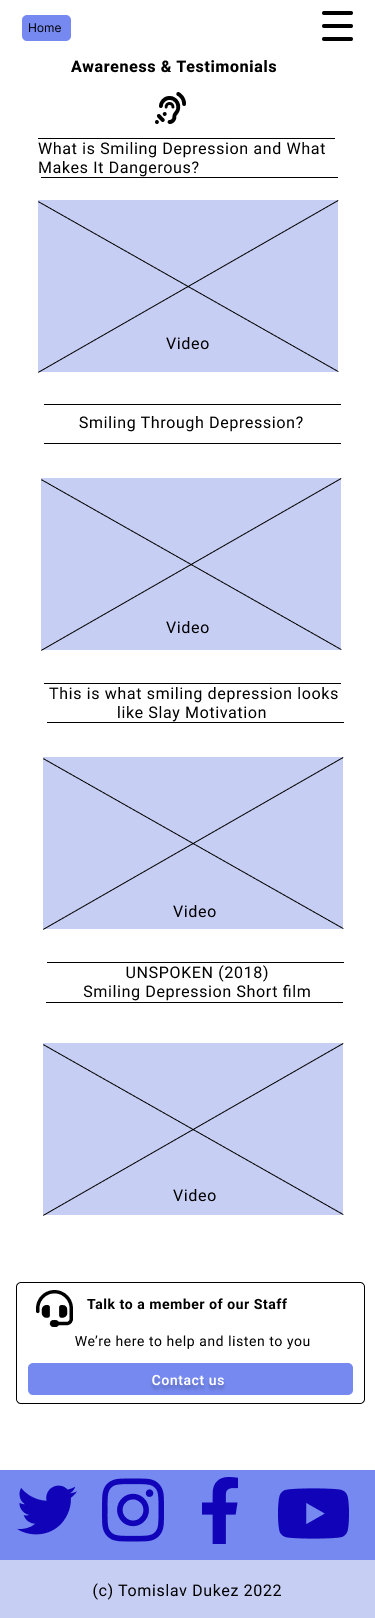 Home
Awareness & Testimonials
What is Smiling Depression and What
Makes It Dangerous?
Video
Smiling Through Depression?
Video
This is what smiling depression looks
like Slay Motivation
Video
UNSPOKEN (2018)
Smiling Depression Short film
Video
Talk to a member of our Staff
We’re here to help and listen to you
Contact us
(c) Tomislav Dukez 2022